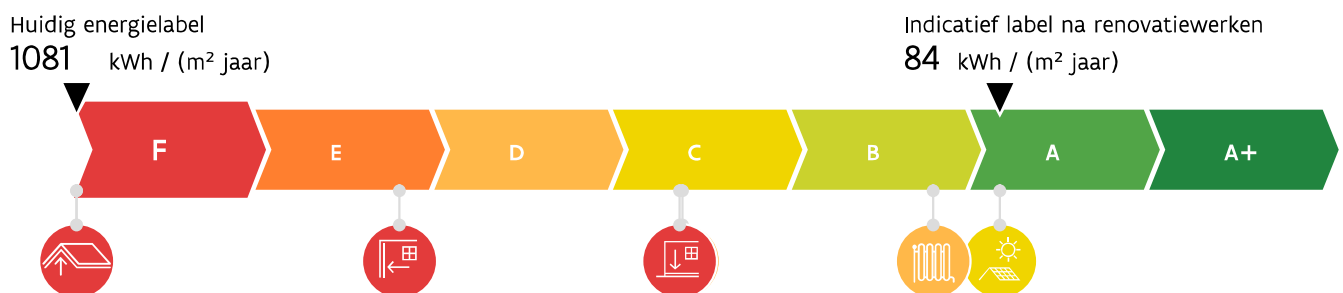 Huidig energielabel
1081 kWh / (m² jaar)
Indicatief label na renovatiewerken
84 kWh / (m² jaar)
F E D C B A A+